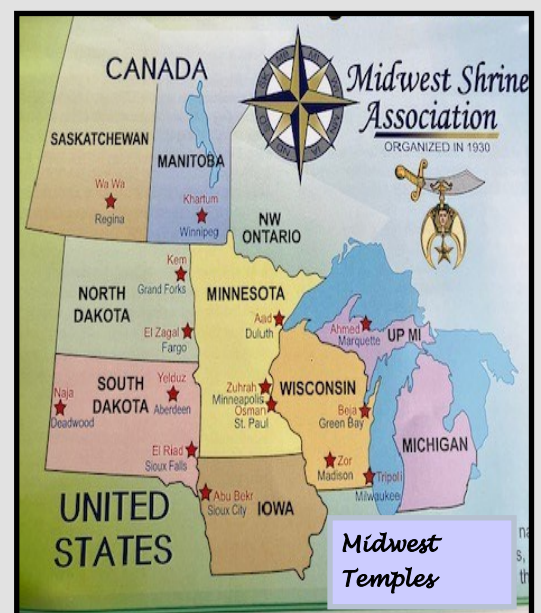 CANADA
Midwest Shrine
Association
ORGANIZED IN 1930
SASKATCHEWAN
MANITOBA
Wa Wa
Regina
Khartum
Winnipeg
NW
ONTARIO
Kem
Grand Forks
NORTH
DAKOTA
El Zagal
Fargo
MINNESOTA
Aad
Duluth
Ahmed
Marquette
UP MI
SOUTH
DAKOTA
Naja
Deadwood
Yelduz
Aberdeen
El Riad
Sioux Falls
Zuhrah
Minneapolis
Osman
St. Paul
WISCONSIN
Beja
Green Bay
Zor
Madison
Tripoli
Milwaukee
MICHIGAN
Abu Bekr
Sioux City
IOWA
UNITED
STATES
Midwest
Temples